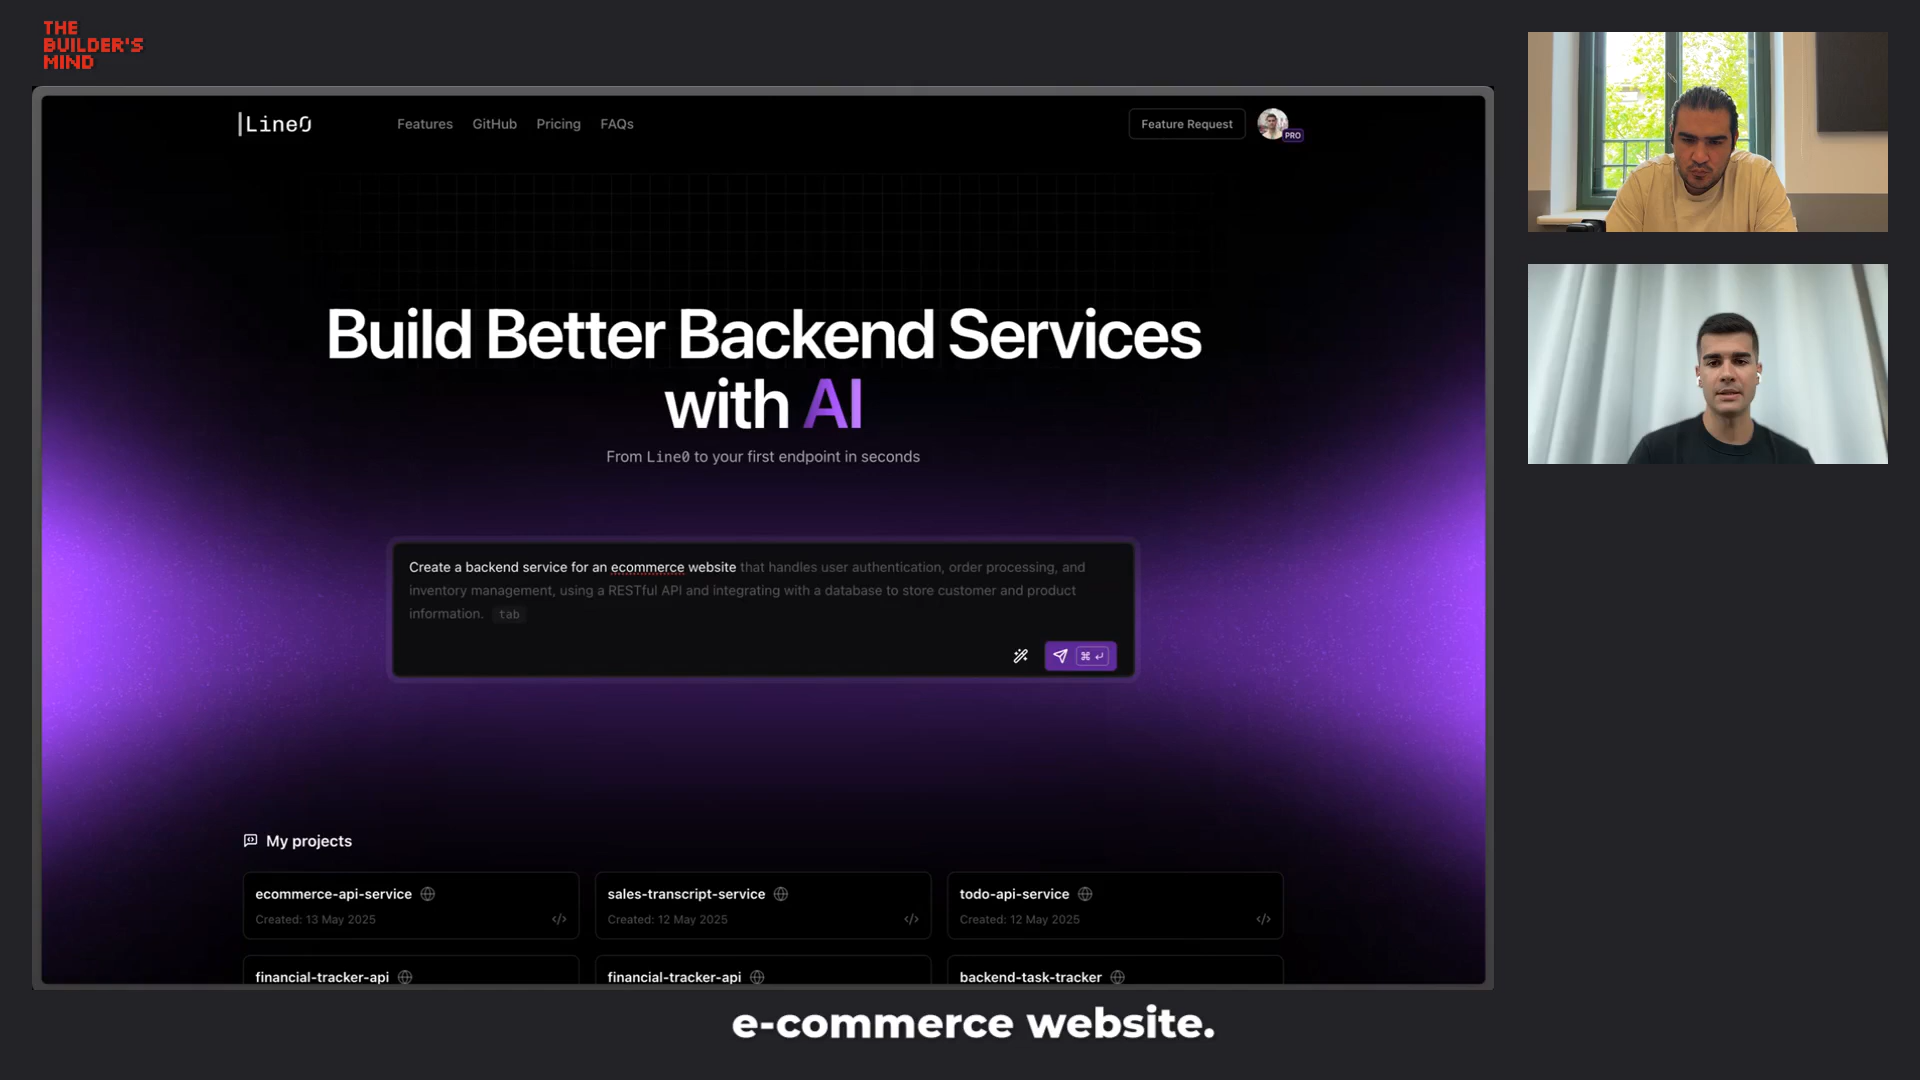 THE
BUILDER'S
MIND
Line0
Features GitHub Pricing FAQs
Feature Request
PRO
Build Better Backend Services
with AI
From Line0 to your first endpoint in seconds
Create a backend service for an ecommerce website that handles user authentication, order processing, and
inventory management, using a RESTful API and integrating with a database to store customer and product
information. tab
⌘ ↵
My projects
ecommerce-api-service
Created: 13 May 2025
sales-transcript-service
Created: 12 May 2025
todo-api-service
Created: 12 May 2025
financial-tracker-api
financial-tracker-api
backend-task-tracker
e-commerce website.